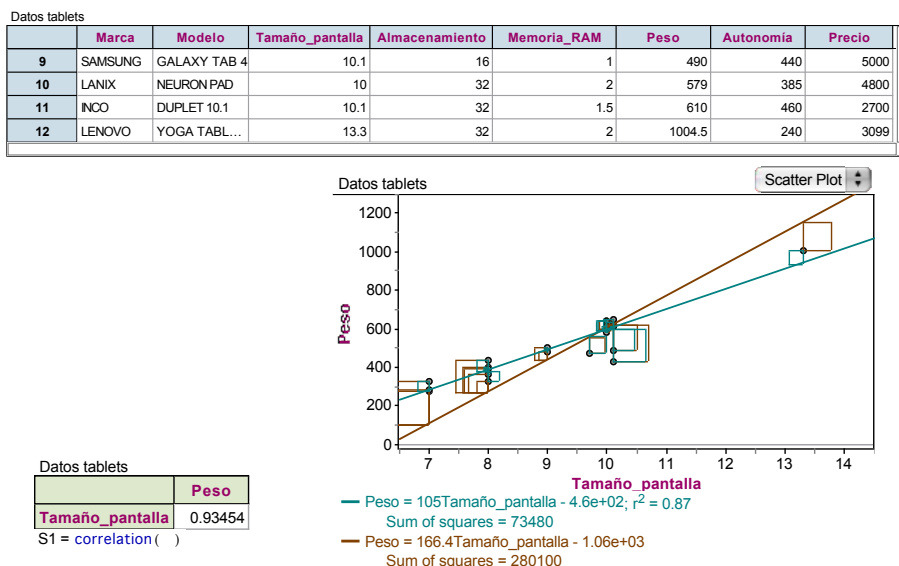 Datos tablets
Marca Modelo Tamaño_pantalla Almacenamiento Memoria_RAM Peso Autonomía Precio
9 SAMSUNG GALAXY TAB 4 10.1 16 1 490 440 5000
10 LANIX NEURON PAD 10 32 2 579 385 4800
11 INCO DUPLET 10.1 10.1 32 1.5 610 460 2700
12 LENOVO YOGA TABL... 13.3 32 2 1004.5 240 3099
Datos tablets
Scatter Plot
1200
1000
800
600
400
200
0
Peso
7 8 9 10 11 12 13 14
Tamaño_pantalla
Peso = 105Tamaño_pantalla - 4.6e+02; r² = 0.87
Sum of squares = 73480
Peso = 166.4Tamaño_pantalla - 1.06e+03
Sum of squares = 280100
Datos tablets
Peso
Tamaño_pantalla 0.93454
S1 = correlation( )